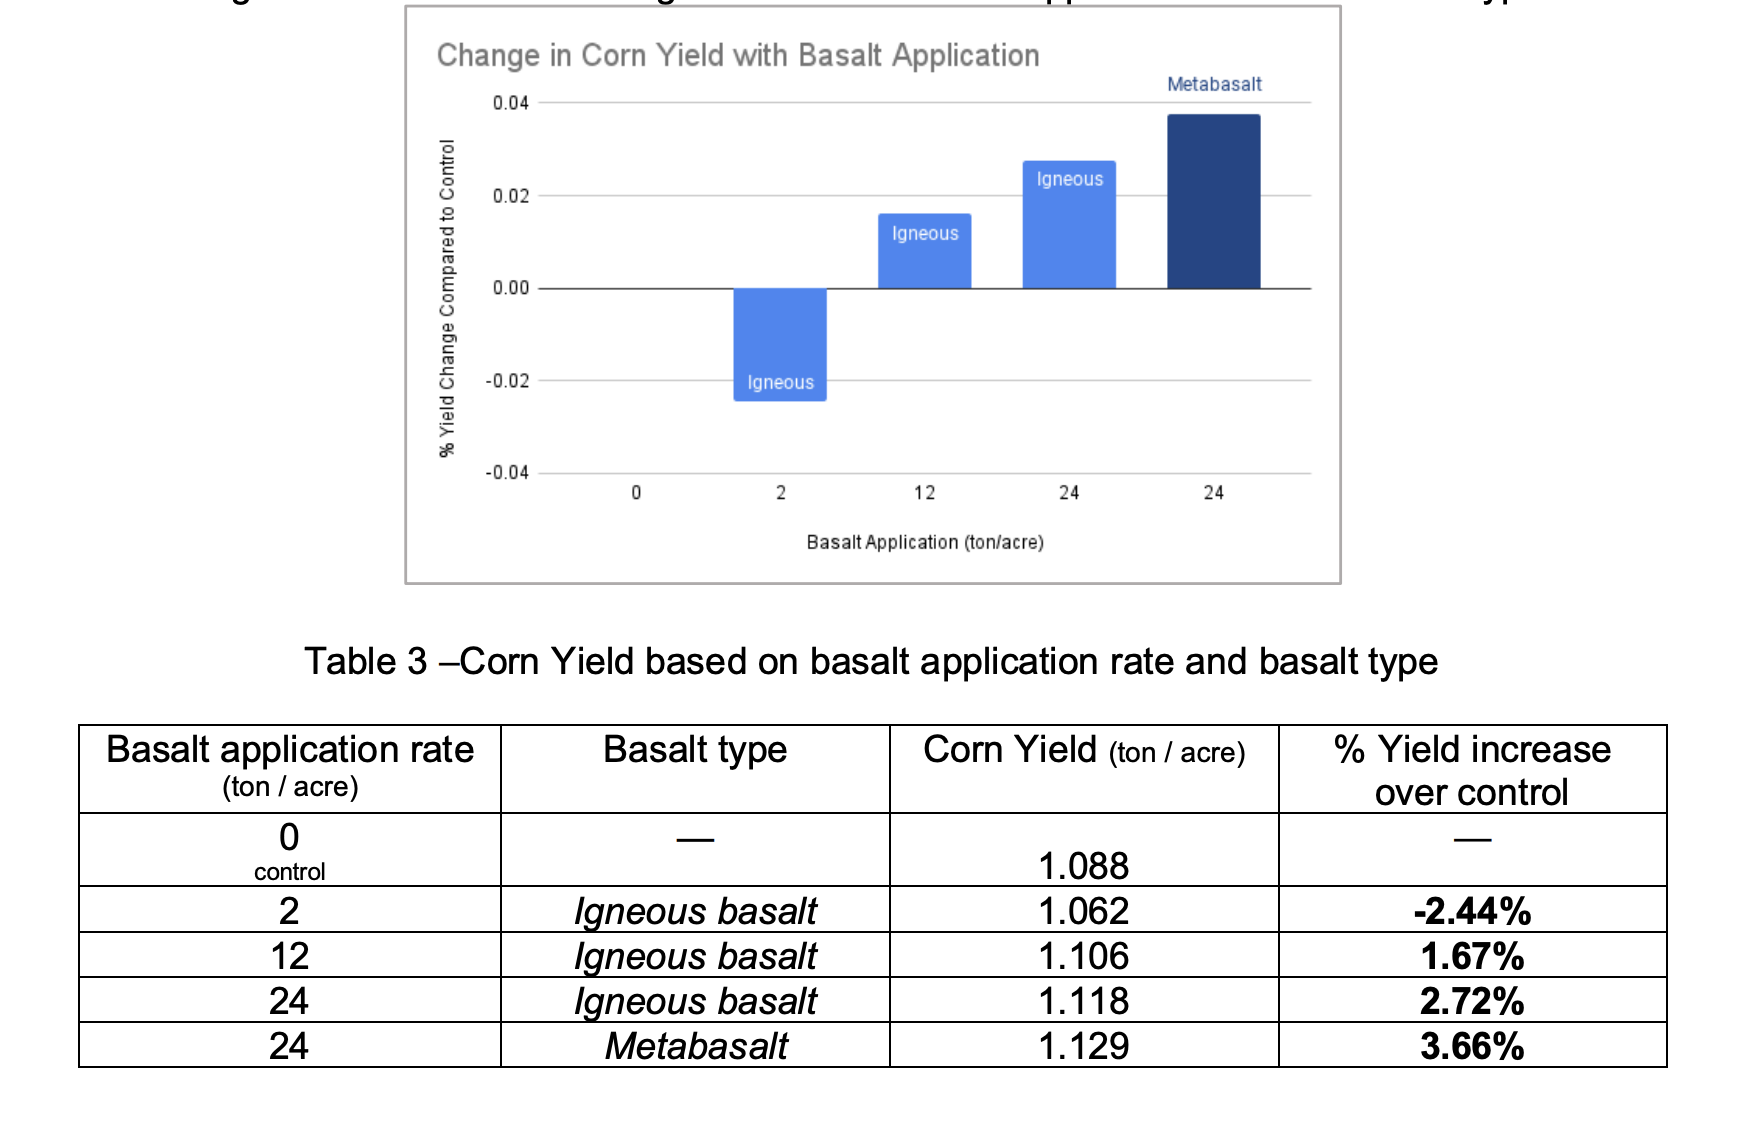 Change in Corn Yield with Basalt Application
Metabasalt
0.04
% Yield Change Compared to Control
Igneous
0.02
Igneous
0.00
Igneous
-0.02
-0.04
0 2 12 24 24
Basalt Application (ton/acre)
Table 3 –Corn Yield based on basalt application rate and basalt type
Basalt application rate Basalt type Corn Yield (ton / acre) % Yield increase
(ton / acre) over control
0 — —
control 1.088
2 Igneous basalt 1.062 -2.44%
12 Igneous basalt 1.106 1.67%
24 Igneous basalt 1.118 2.72%
24 Metabasalt 1.129 3.66%